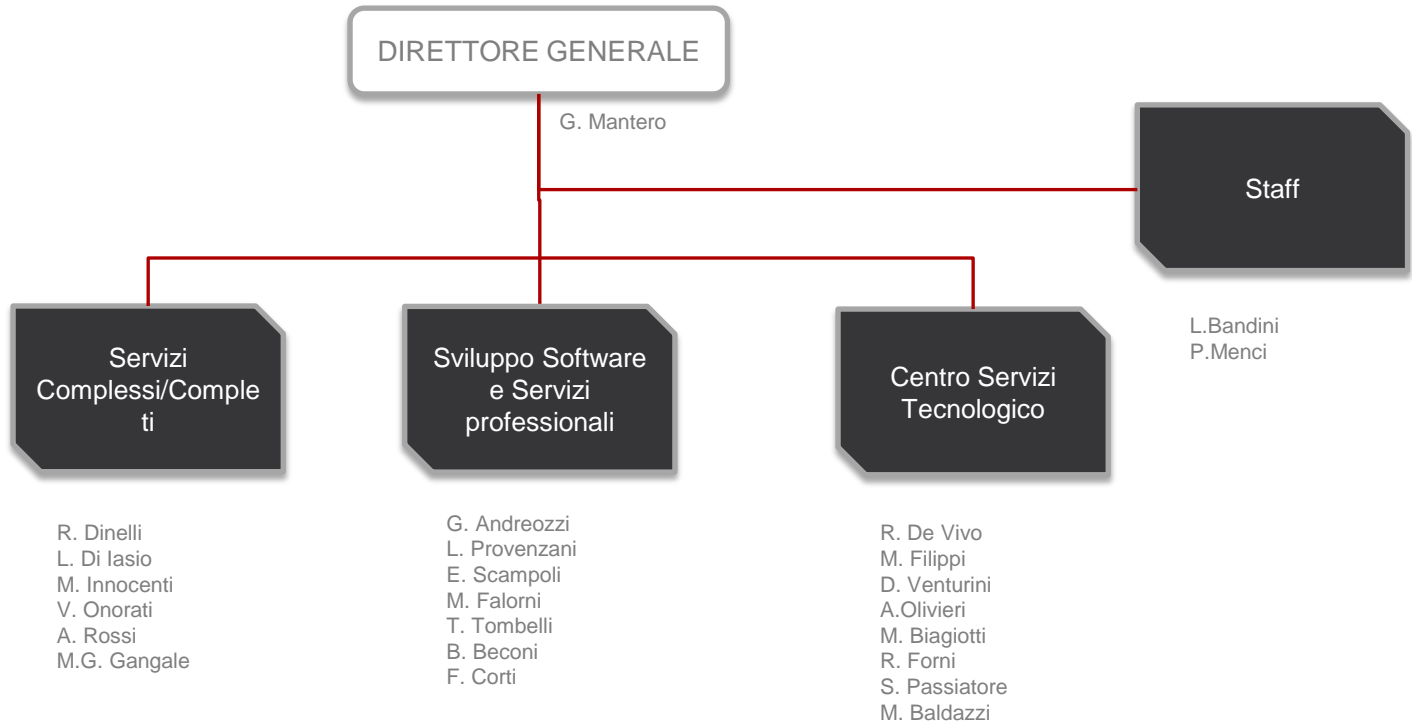 DIRETTORE GENERALE
G. Mantero
Staff
L.Bandini
P.Menci
Servizi
Complessi/Comple
ti
R. Dinelli
L. Di Iasio
M. Innocenti
V. Onorati
A. Rossi
M.G. Gangale
Sviluppo Software
e Servizi
professionali
G. Andreozzi
L. Provenzani
E. Scampoli
M. Falorni
T. Tombelli
B. Beconi
F. Corti
Centro Servizi
Tecnologico
R. De Vivo
M. Filippi
D. Venturini
A.Olivieri
M. Biagiotti
R. Forni
S. Passiatore
M. Baldazzi